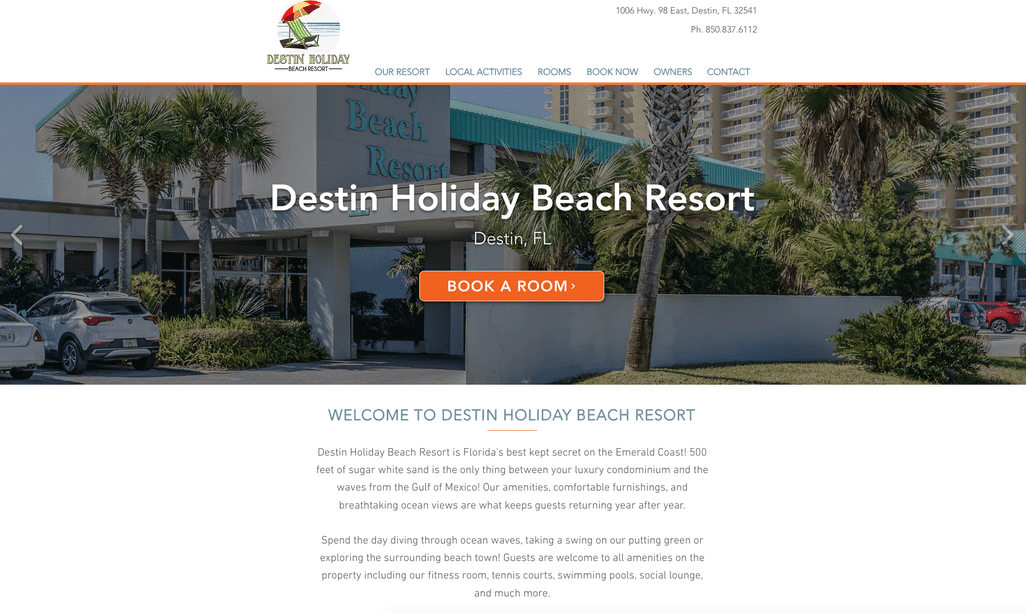 1006 Hwy. 98 East, Destin, FL 32541
Ph. 850.837.6112
DESTIN HOLIDAY
BEACH RESORT
OUR RESORT LOCAL ACTIVITIES ROOMS BOOK NOW OWNERS CONTACT
Holiday
Beach
Resort
Destin Holiday Beach Resort
Destin, FL
BOOK A ROOM ›
WELCOME TO DESTIN HOLIDAY BEACH RESORT
Destin Holiday Beach Resort is Florida's best kept secret on the Emerald Coast! 500
feet of sugar white sand is the only thing between your luxury condominium and the
waves from the Gulf of Mexico! Our amenities, comfortable furnishings, and
breathtaking ocean views are what keeps guests returning year after year.
Spend the day diving through ocean waves, taking a swing on our putting green or
exploring the surrounding beach town! Guests are welcome to all amenities on the
property including our fitness room, tennis courts, swimming pools, social lounge,
and much more.